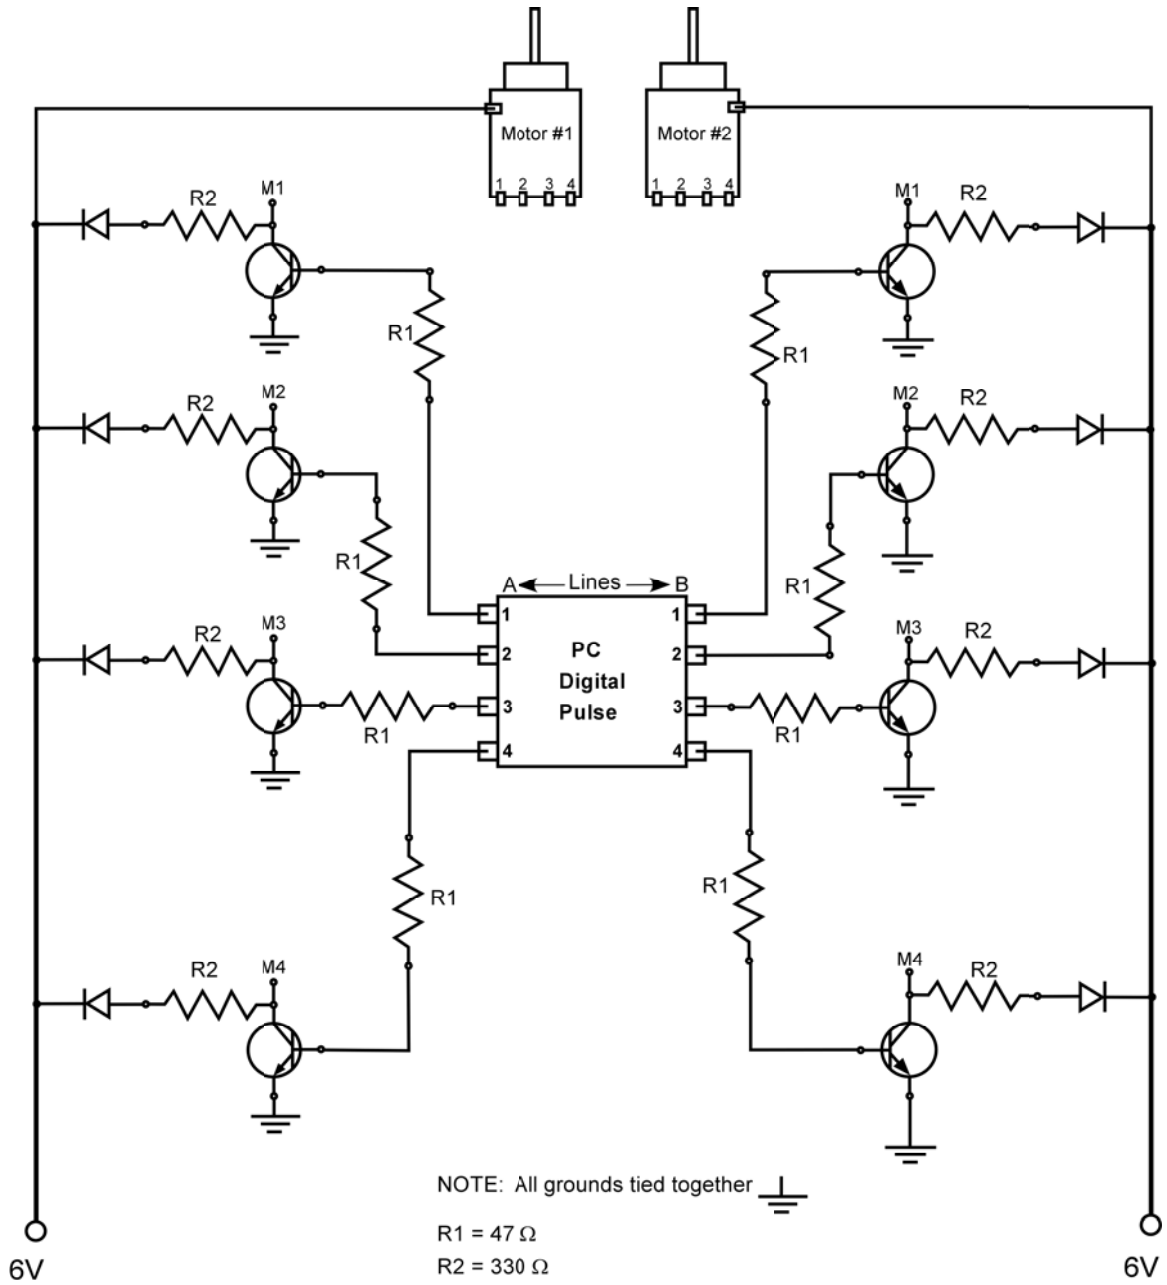 Motor #1
Motor #2
1 2 3 4
1 2 3 4
M1
R2
M1
R2
R1
R1
M2
R2
M2
R2
R1
R1
A Lines B
1
1
M3
R2
2
PC
2
M3
R2
Digital
3
Pulse
3
R1
R1
4
4
R1
R1
M4
R2
M4
R2
NOTE: All grounds tied together
R1 = 47 Ω
R2 = 330 Ω
6V
6V